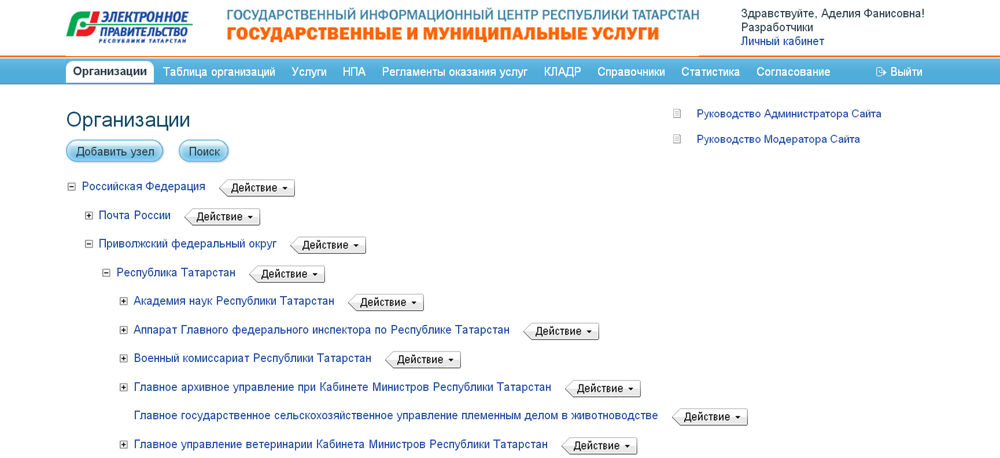 ЭЛЕКТРОННОЕ
ПРАВИТЕЛЬСТВО
РЕСПУБЛИКИ ТАТАРСТАН
ГОСУДАРСТВЕННЫЙ ИНФОРМАЦИОННЫЙ ЦЕНТР РЕСПУБЛИКИ ТАТАРСТАН
ГОСУДАРСТВЕННЫЕ И МУНИЦИПАЛЬНЫЕ УСЛУГИ
Здравствуйте, Аделия Фанисовна!
Разработчики
Личный кабинет
Организации Таблица организаций Услуги НПА Регламенты оказания услуг КЛАДР Справочники Статистика Согласование Выйти
Организации
Добавить узел Поиск
Руководство Администратора Сайта
Руководство Модератора Сайта
Российская Федерация Действие
Почта России Действие
Приволжский федеральный округ Действие
Республика Татарстан Действие
Академия наук Республики Татарстан Действие
Аппарат Главного федерального инспектора по Республике Татарстан Действие
Военный комиссариат Республики Татарстан Действие
Главное архивное управление при Кабинете Министров Республики Татарстан Действие
Главное государственное сельскохозяйственное управление племенным делом в животноводстве Действие
Главное управление ветеринарии Кабинета Министров Республики Татарстан Действие